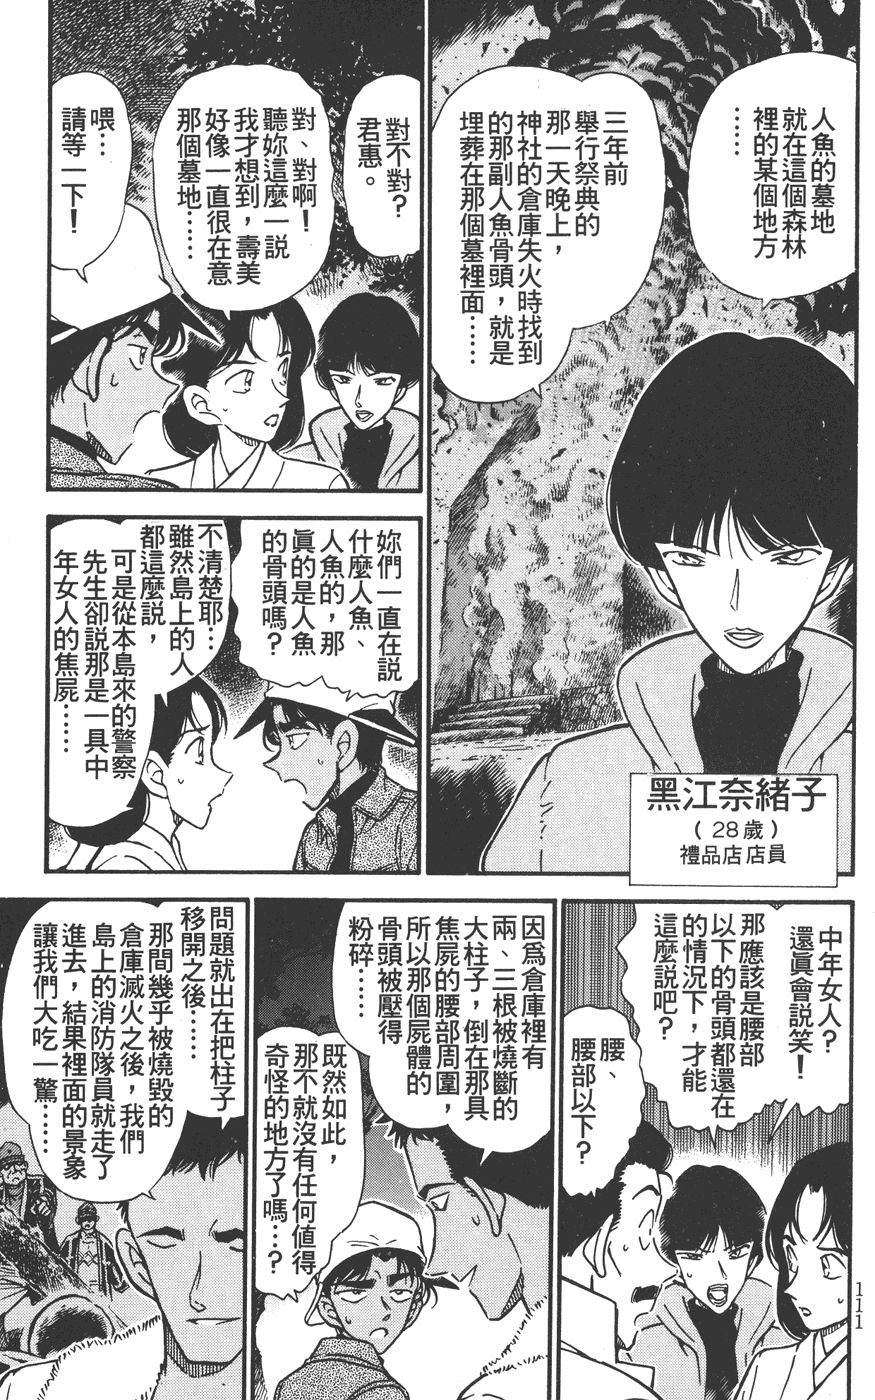 人魚的墓地
就在這個森林
裡的某個地方
……
三年前
舉行祭典的
那一天晚上，
神社的倉庫失火時找到
的那副人魚骨頭，就是
埋葬在那個墓裡面……
黑江奈緒子
(28歲)
禮品店店員
對不對？
君惠。
對、對啊！
聽妳這麼一說
我才想到，壽美
好像一直很在意
那個墓地……
喂…
請等一下！
妳們一直在說
什麼人魚、
人魚的，那
眞的是人魚
的骨頭嗎？
不清楚耶…
雖然島上的人
都這麼說，
可是從本島來的警察
先生卻說那是一具中
年女人的焦屍……
中年女人？
還眞會說笑！
那應該是腰部
以下的骨頭都還在
的情況下，才能
這麼說吧？
腰、
腰部以下？
因爲倉庫裡有
兩、三根被燒斷的
大柱子，倒在那具
焦屍的腰部周圍，
所以那個屍體的
骨頭被壓得
粉碎……
既然如此，
那不就沒有任何値得
奇怪的地方了嗎…？
問題就出在把柱子
移開之後……
那間幾乎被燒毀的
倉庫滅火之後，我們
島上的消防隊員就走了
進去，結果裡面的景象
讓我們大吃一驚……
111